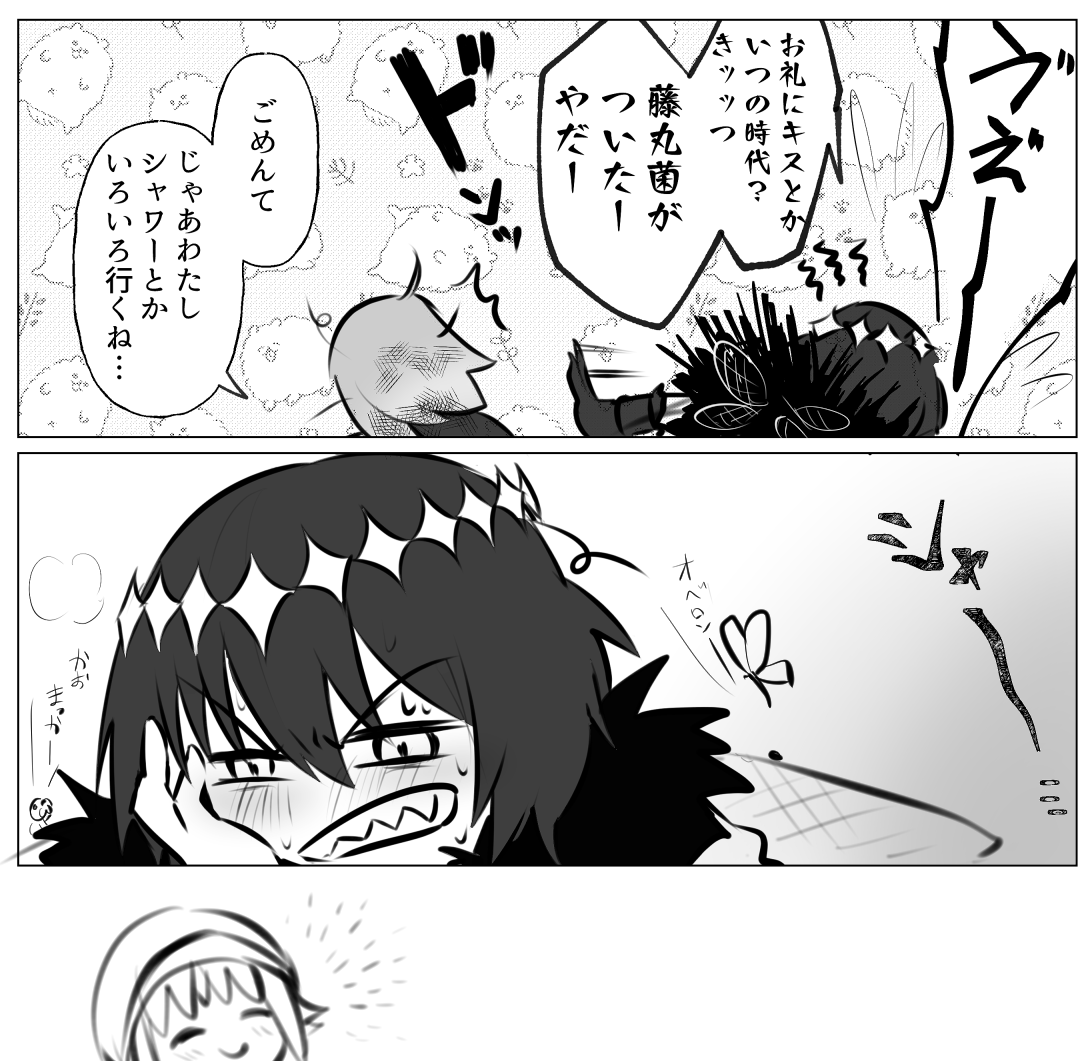 ウゾー
お礼にキスとか
いつの時代？
きッッつ
藤丸菌が
ついたー
やだー
ドンッ
ごめんて
じゃあわたし
シャワーとか
いろいろ行くね…
シュー
オベロン
かお
まっかー